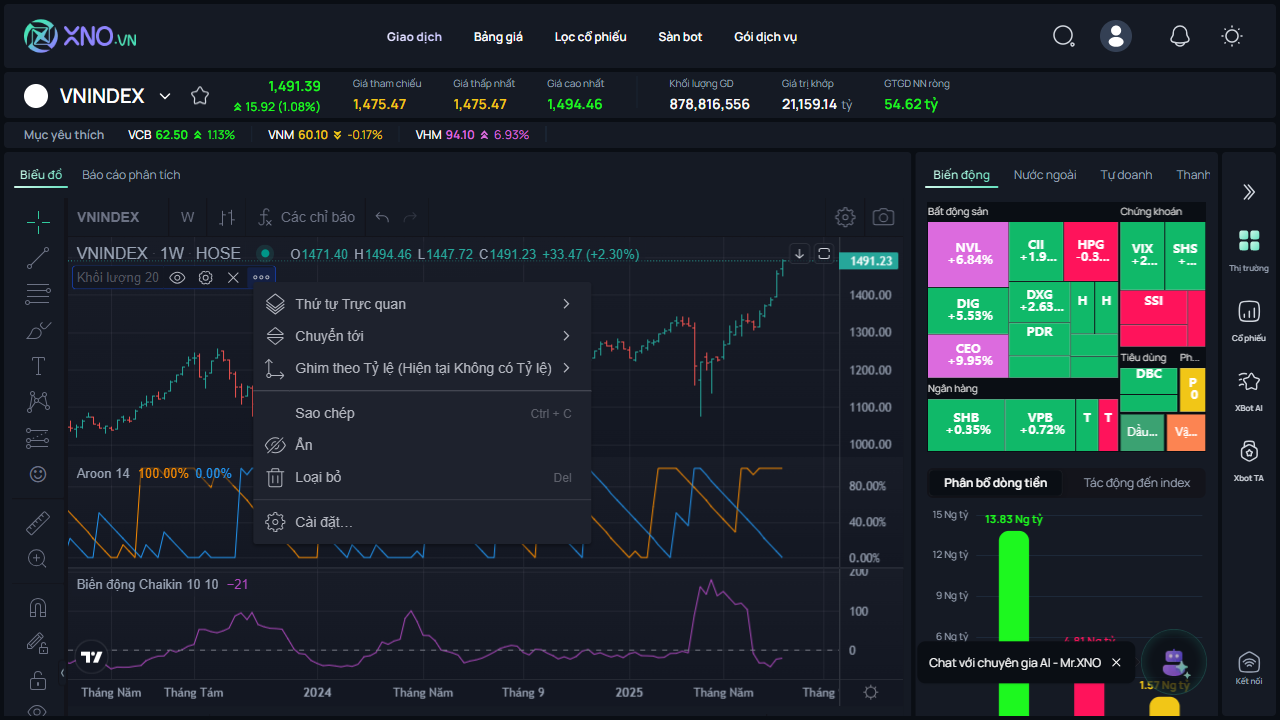 XNO.VN
Giao dịch
Bảng giá
Lọc cổ phiếu
Sàn bot
Gói dịch vụ
VNINDEX
1,491.39
15.92 (1.08%)
Giá tham chiếu
1,475.47
Giá thấp nhất
1,475.47
Giá cao nhất
1,494.46
Khối lượng GD
878,816,556
Giá trị khớp
21,159.14 tỷ
GTGD NN ròng
54.62 tỷ
Mục yêu thích
VCB 62.50 1.13%
VNM 60.10 -0.17%
VHM 94.10 6.93%
Biểu đồ
Báo cáo phân tích
VNINDEX
W
Các chỉ báo
VNINDEX · 1W · HOSE
O1471.40 H1494.46 L1447.72 C1491.23 +33.47 (+2.30%)
Khối lượng 20
Thứ tự Trực quan
Chuyển tới
Ghim theo Tỷ lệ (Hiện tại Không có Tỷ lệ)
Sao chép
Ctrl + C
Ẩn
Loại bỏ
Del
Cài đặt...
1491.23
1400.00
1300.00
1200.00
1100.00
1000.00
Aroon 14 100.00% 0.00%
80.00%
40.00%
0.00%
Biên động Chaikin 10 10 −21
200
100
0
Tháng Năm
Tháng Tám
2024
Tháng Năm
Tháng 9
2025
Tháng Năm
Tháng
Biến động
Nước ngoài
Tự doanh
Thanh
Bất động sản
Chứng khoán
NVL
+6.84%
CII
+1.9...
HPG
-0.3...
VIX
+2...
SHS
+...
DIG
+5.53%
DXG
+2.63...
H
H
SSI
CEO
+9.95%
PDR
Tiêu dùng
Ph...
DBC
P
0
Ngân hàng
SHB
+0.35%
VPB
+0.72%
T
T
Dầu...
Vậ...
Phân bổ dòng tiền
Tác động đến index
15 Ng tỷ
13.83 Ng tỷ
12 Ng tỷ
9 Ng tỷ
6 Ng tỷ
4.81 Ng tỷ
1.57 Ng tỷ
Chat với chuyên gia AI - Mr.XNO
Thị trường
Cổ phiếu
XBot AI
Xbot TA
Kết nối